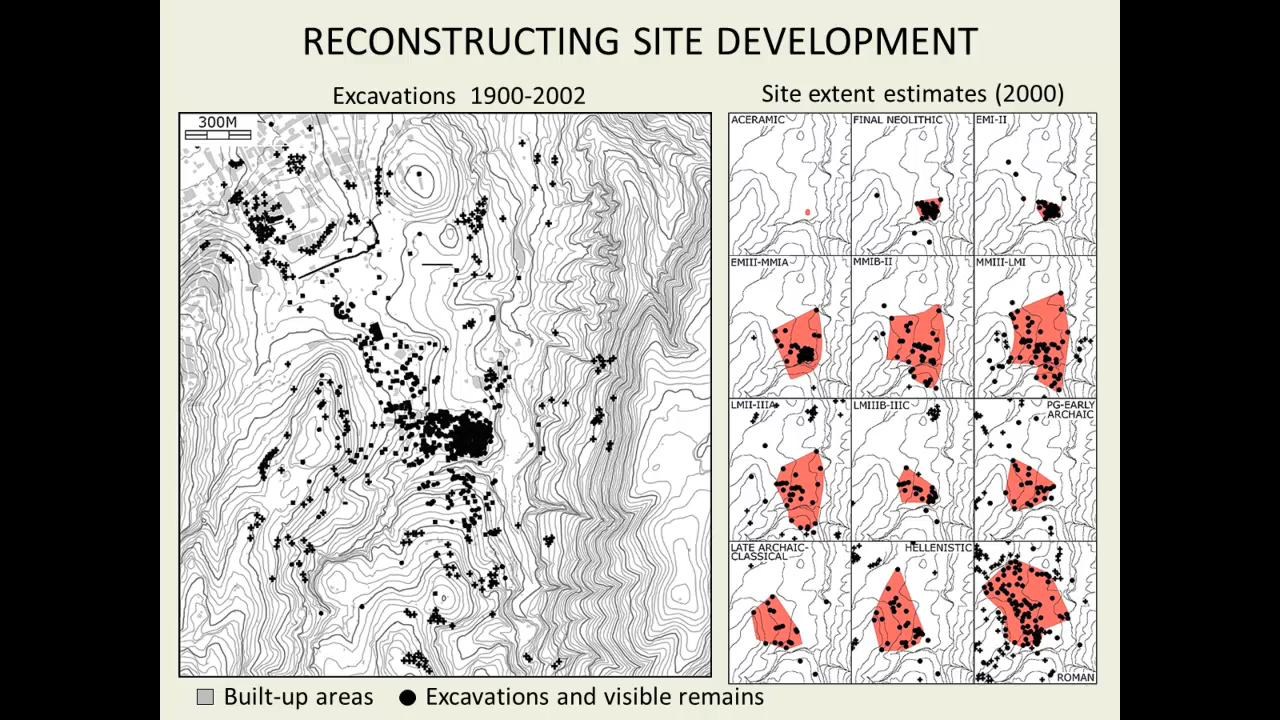 RECONSTRUCTING SITE DEVELOPMENT
Excavations 1900-2002
Site extent estimates (2000)
300M
ACERAMIC
FINAL NEOLITHIC
EMI-II
EMIII-MMIA
MMIB-II
MMIII-LMI
LMII-IIIA
LMIIIB-IIIC
PG-EARLY
ARCHAIC
LATE ARCHAIC-
CLASSICAL
HELLENISTIC
ROMAN
Built-up areas
Excavations and visible remains